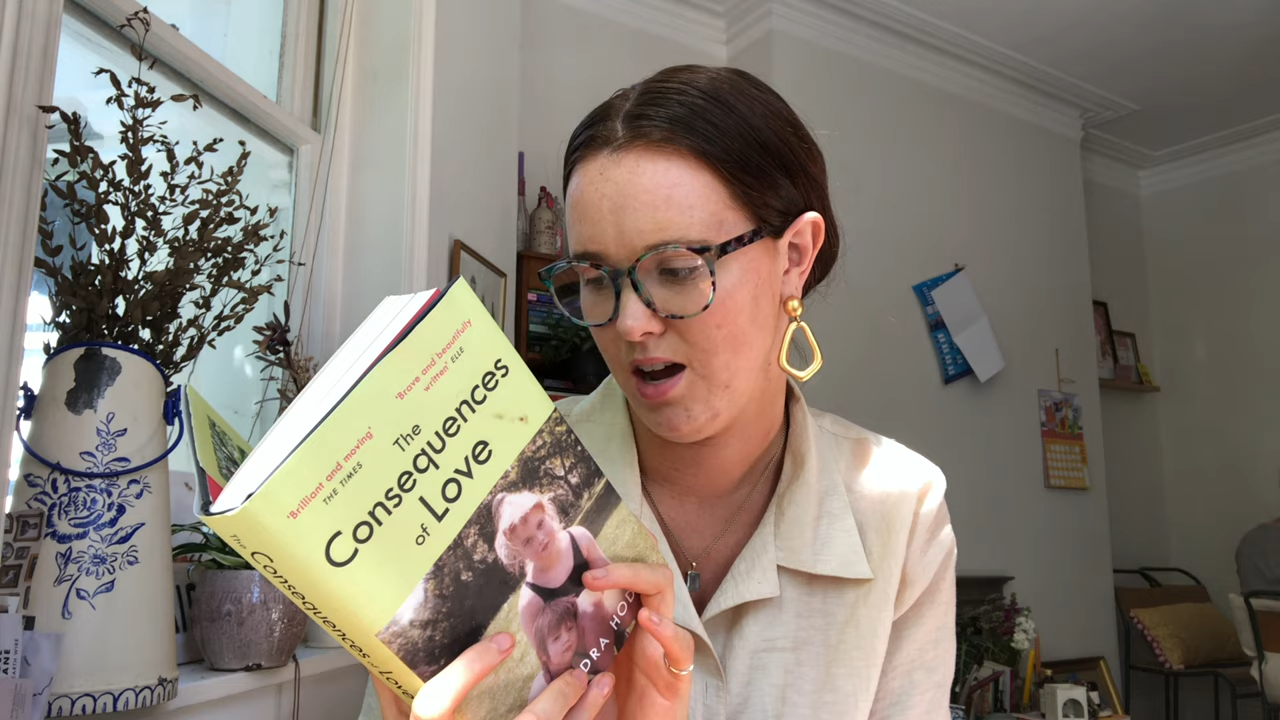 'Brave and beautifully
written' ELLE
'Brilliant and moving'
THE TIMES
The
Consequences
of Love
DRA HOD
The Consequences of Love